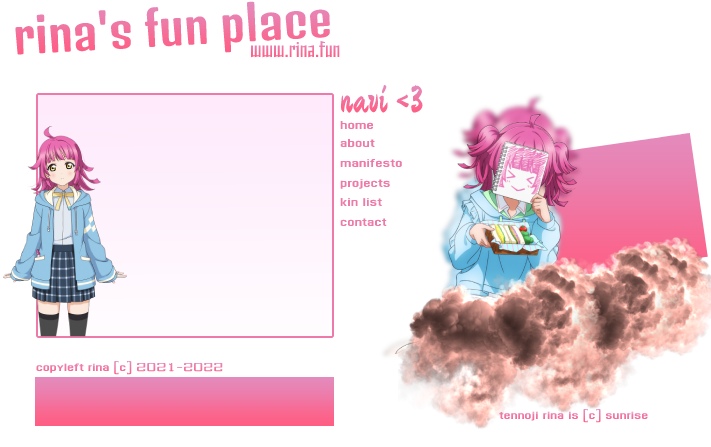 rina's fun place
www.rina.fun
navi <3
home
about
manifesto
projects
kin list
contact
copyleft rina [c] 2021-2022
tennoji rina is [c] sunrise